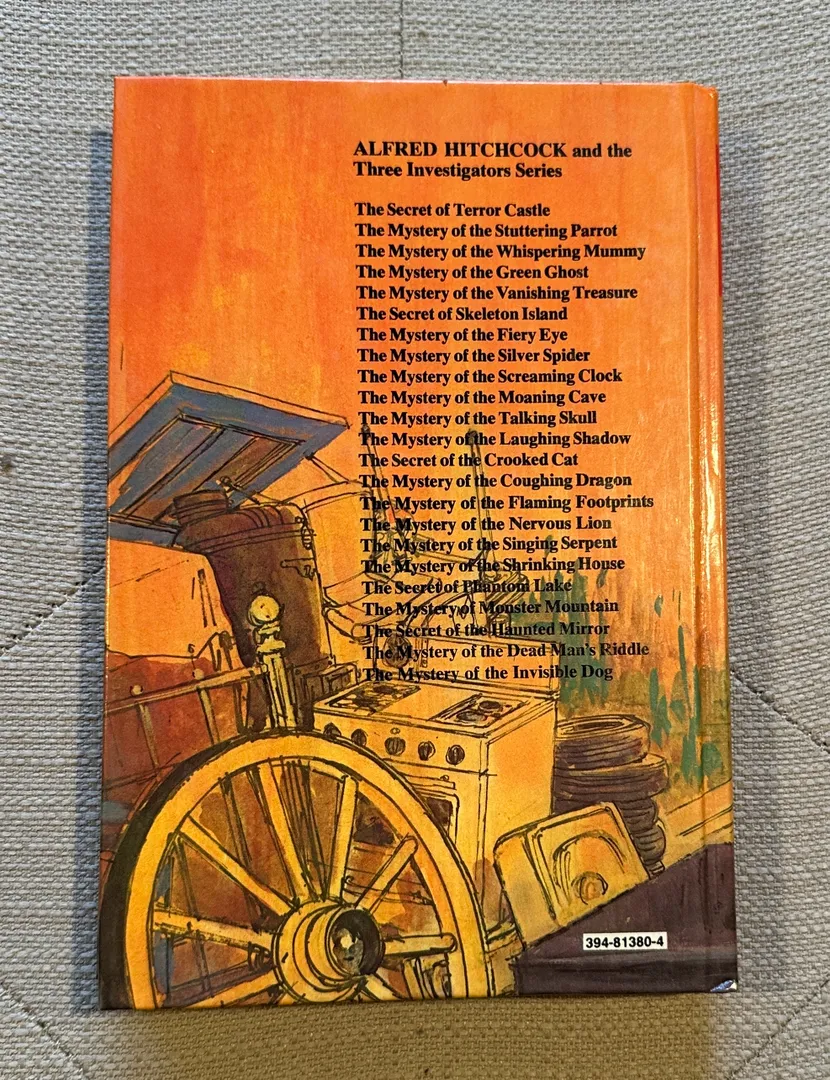 ALFRED HITCHCOCK and the
Three Investigators Series
The Secret of Terror Castle
The Mystery of the Stuttering Parrot
The Mystery of the Whispering Mummy
The Mystery of the Green Ghost
The Mystery of the Vanishing Treasure
The Secret of Skeleton Island
The Mystery of the Fiery Eye
The Mystery of the Silver Spider
The Mystery of the Screaming Clock
The Mystery of the Moaning Cave
The Mystery of the Talking Skull
The Mystery of the Laughing Shadow
The Secret of the Crooked Cat
The Mystery of the Coughing Dragon
The Mystery of the Flaming Footprints
The Mystery of the Nervous Lion
The Mystery of the Singing Serpent
The Mystery of the Shrinking House
The Secret of Phantom Lake
The Mystery of Monster Mountain
The Secret of the Haunted Mirror
The Mystery of the Dead Man's Riddle
The Mystery of the Invisible Dog
394-81380-4